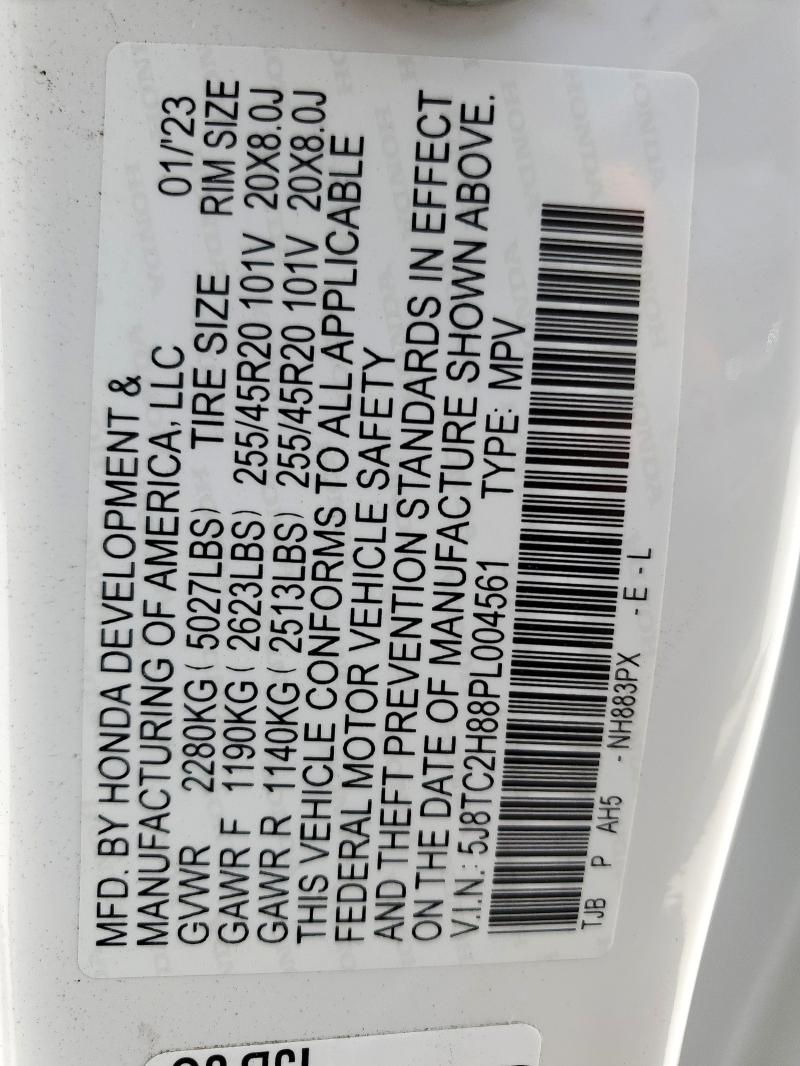 MFD. BY HONDA DEVELOPMENT &
MANUFACTURING OF AMERICA, LLC 01/'23
GVWR 2280KG ( 5027LBS) TIRE SIZE RIM SIZE
GAWR F 1190KG ( 2623LBS) 255/45R20 101V 20X8.0J
GAWR R 1140KG ( 2513LBS) 255/45R20 101V 20X8.0J
THIS VEHICLE CONFORMS TO ALL APPLICABLE
FEDERAL MOTOR VEHICLE SAFETY
AND THEFT PREVENTION STANDARDS IN EFFECT
ON THE DATE OF MANUFACTURE SHOWN ABOVE.
V.I.N.: 5J8TC2H88PL004561 TYPE: MPV
TJB P AH5 -NH883PX -E-L